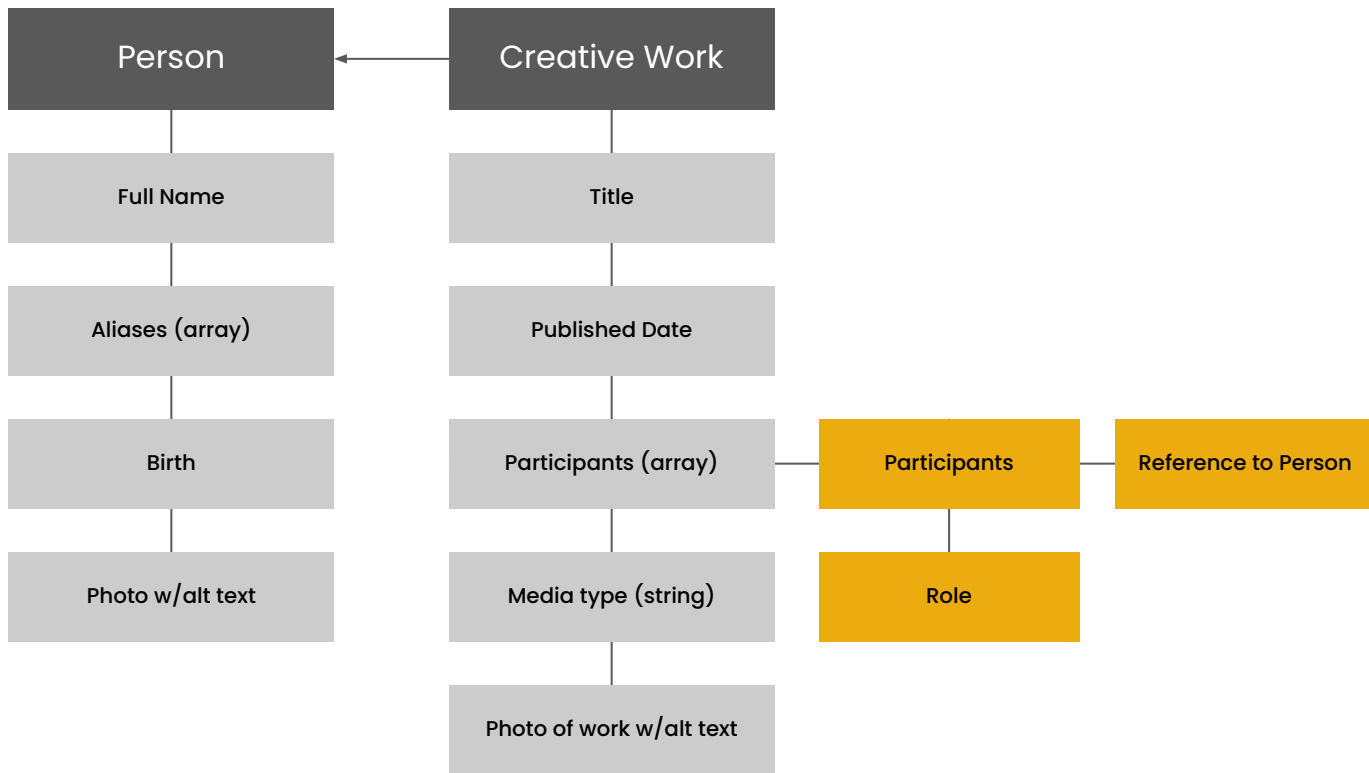 Person
Creative Work
Full Name
Title
Aliases (array)
Published Date
Birth
Participants (array)
Participants
Reference to Person
Photo w/alt text
Media type (string)
Role
Photo of work w/alt text